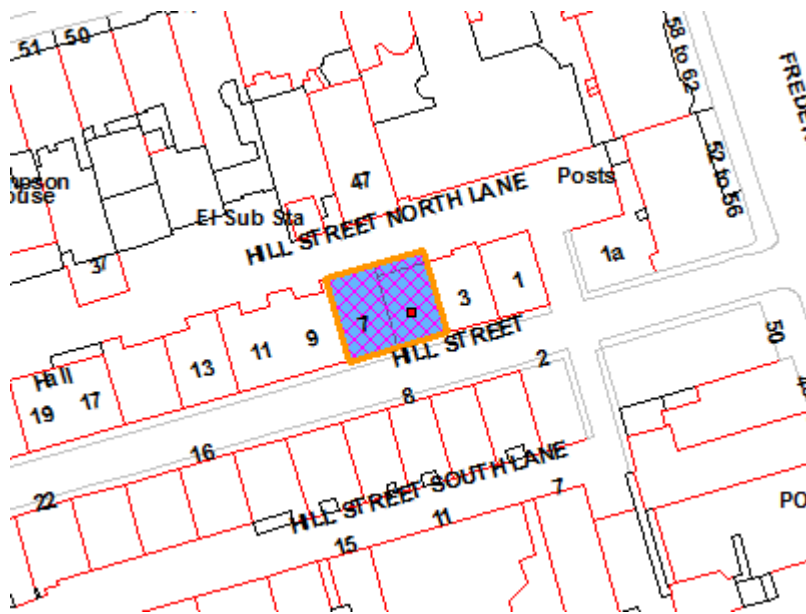 51 50
58 to 62
FREDE
52 to 56
47
Posts
mpson
ouse
El Sub Sta
HILL STREET NORTH LANE
1a
37
1
3
7
9
11
13
HILL STREET
Hall
19 17
2
8
16
22
50
HILL STREET SOUTH LANE
7
11
15
PO